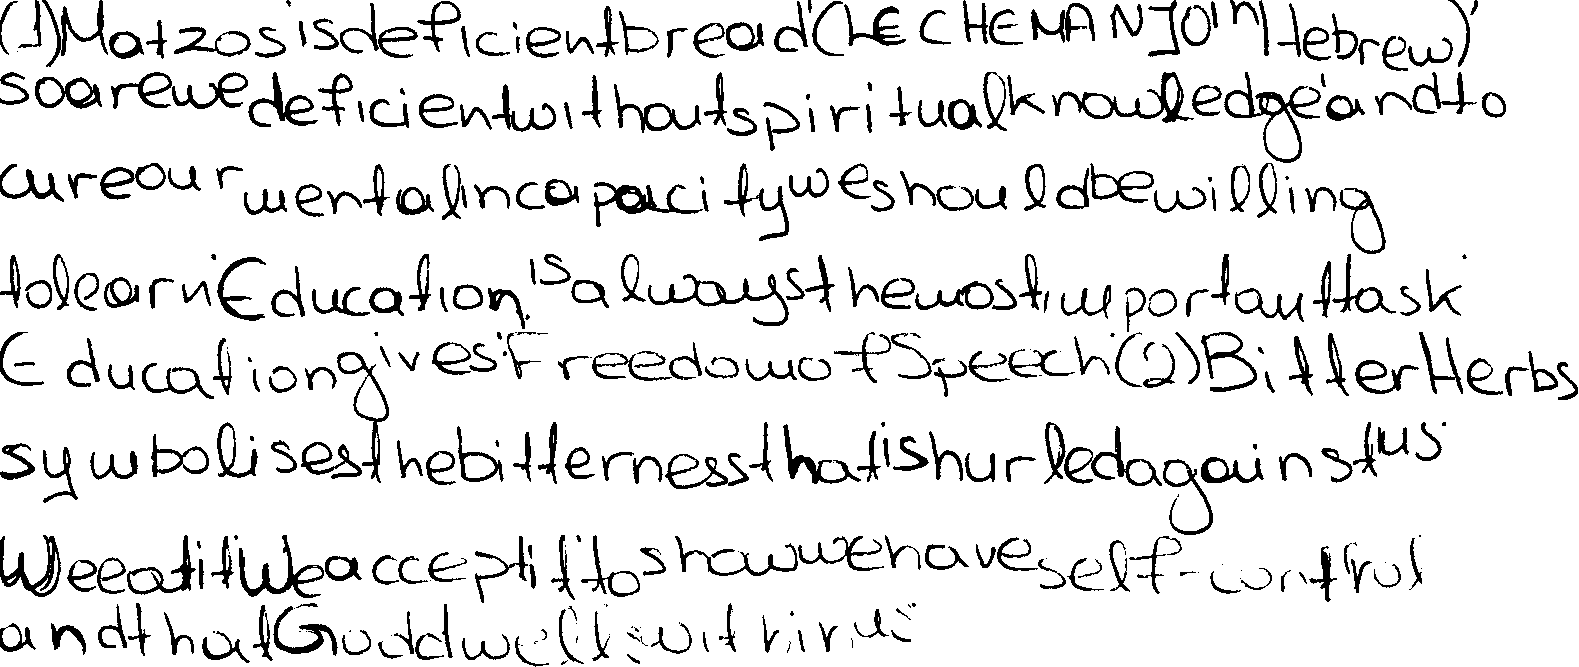 (1) Matzos is deficient bread (LECHEM ANJO in Hebrew)
so are we deficient without spiritual knowledge and to
cure our mental incapacity we should be willing
to learn Education is always the most important task
Education gives "Freedom of Speech" (2) Bitter Herbs
symbolises the bitterness that is hurled against us
We eat it We accept it to show we have self-control
and that God dwells within us